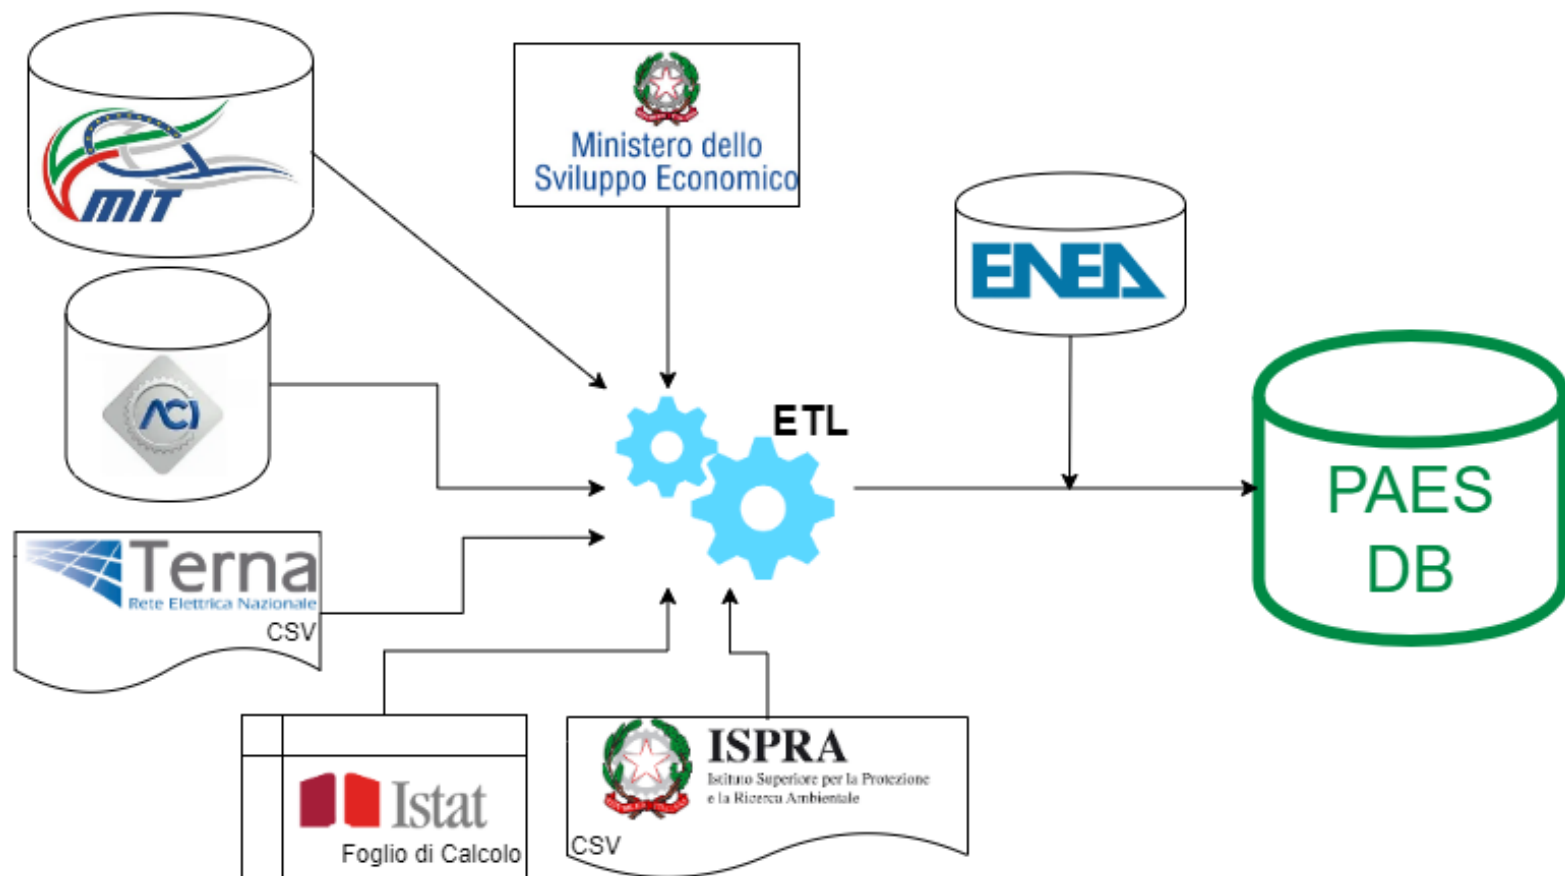 MIT
Ministero dello
Sviluppo Economico
ENEA
ACI
ETL
PAES
DB
Terna
Rete Elettrica Nazionale
CSV
Istat
Foglio di Calcolo
ISPRA
Istituto Superiore per la Protezione
e la Ricerca Ambientale
CSV